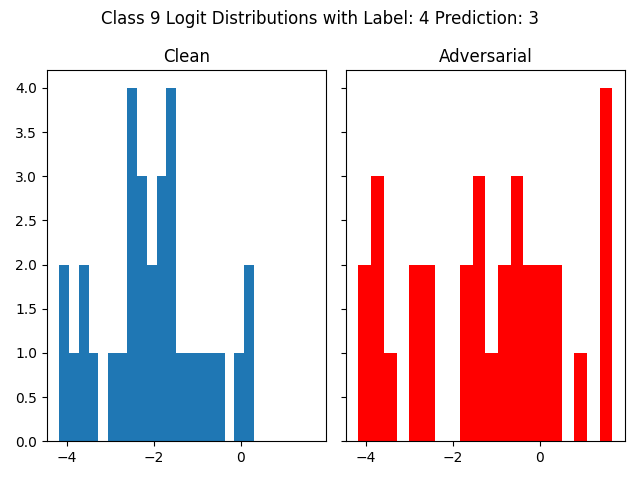 Class 9 Logit Distributions with Label: 4 Prediction: 3
Clean
Adversarial
4.0
3.5
3.0
2.5
2.0
1.5
1.0
0.5
0.0
−4 −2 0
−4 −2 0